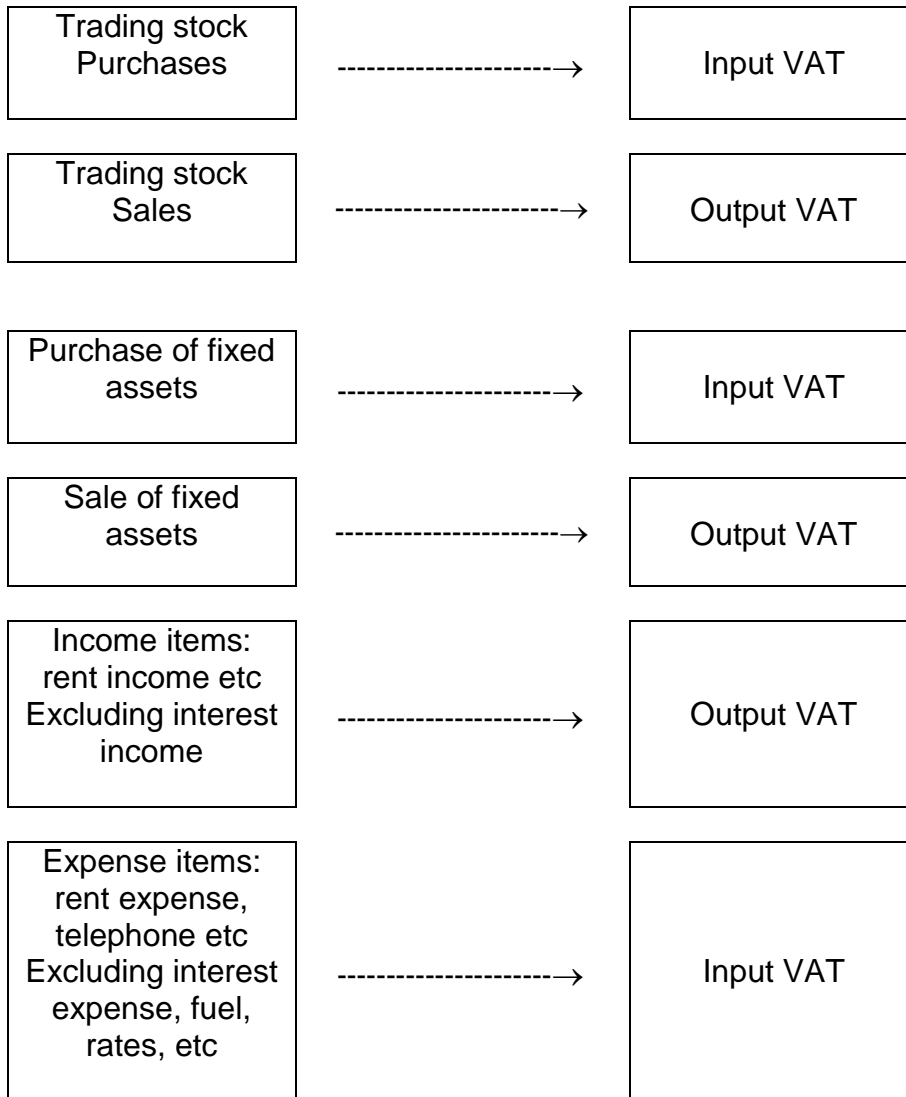 Trading stock
Purchases
----------------------→
Input VAT
Trading stock
Sales
-----------------------→
Output VAT
Purchase of fixed
assets
----------------------→
Input VAT
Sale of fixed
assets
-----------------------→
Output VAT
Income items:
rent income etc
Excluding interest
income
----------------------→
Output VAT
Expense items:
rent expense,
telephone etc
Excluding interest
expense, fuel,
rates, etc
----------------------→
Input VAT